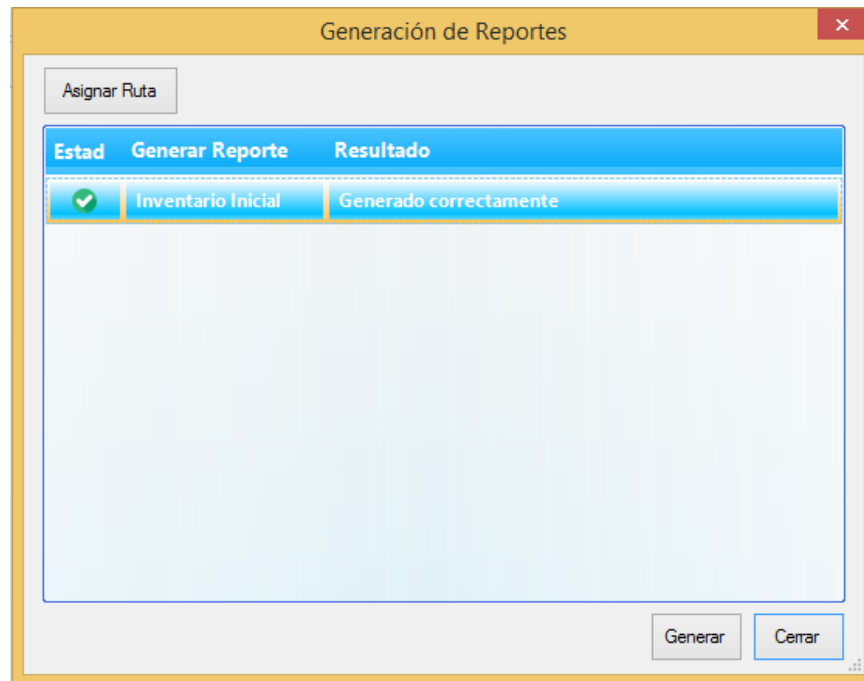 Generación de Reportes
Asignar Ruta
Estad Generar Reporte Resultado
Inventario Inicial Generado correctamente
Generar Cerrar